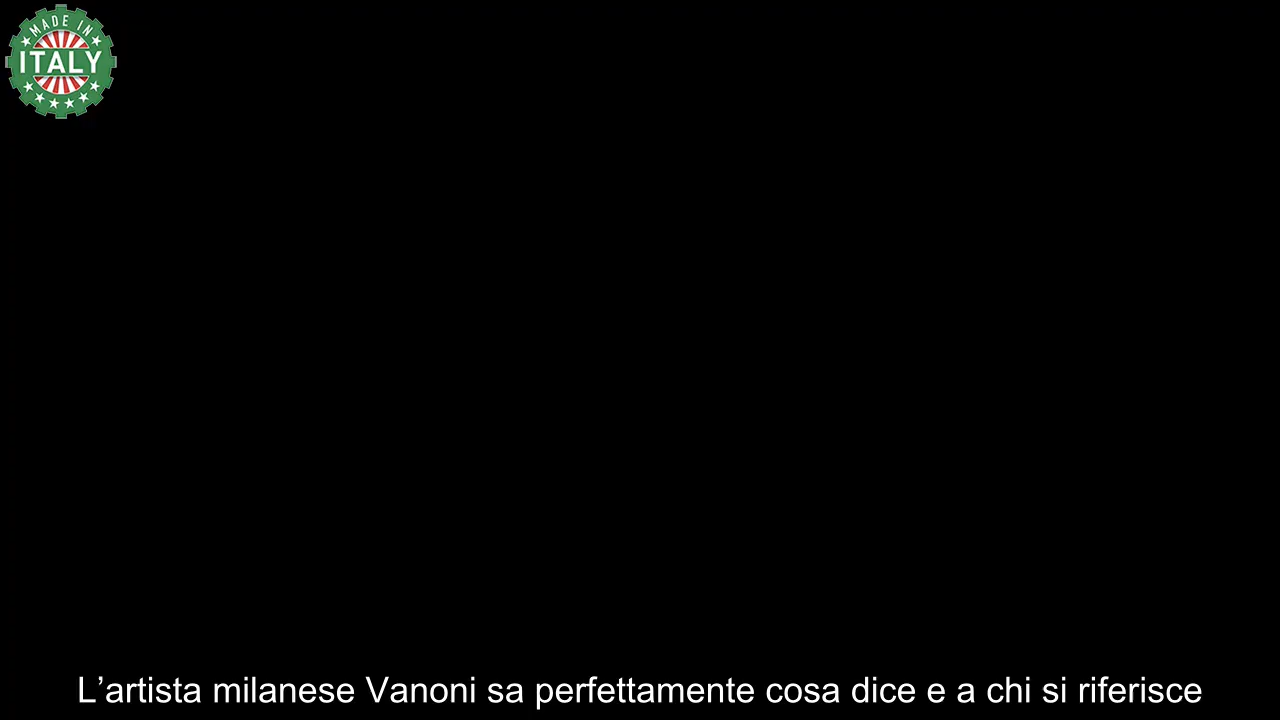 MADE IN
ITALY
L’artista milanese Vanoni sa perfettamente cosa dice e a chi si riferisce